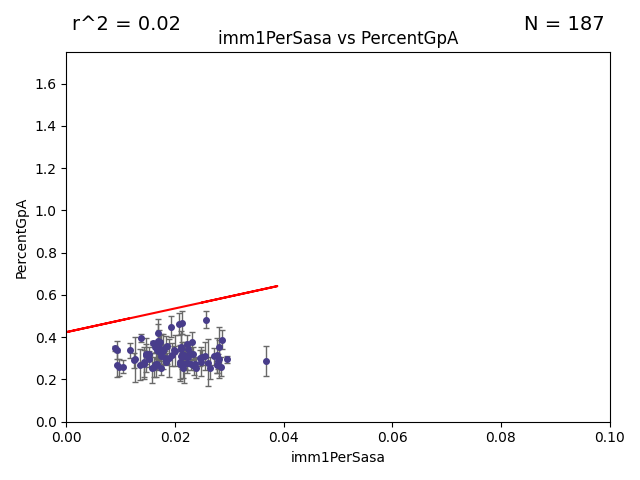 r^2 = 0.02
N = 187
imm1PerSasa vs PercentGpA
PercentGpA
1.6
1.4
1.2
1.0
0.8
0.6
0.4
0.2
0.0
0.00 0.02 0.04 0.06 0.08 0.10
imm1PerSasa